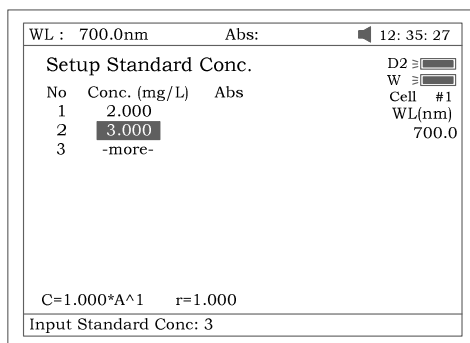 WL : 700.0nm Abs: 12: 35: 27
Setup Standard Conc.
D2
W
No Conc. (mg/L) Abs
Cell #1
1 2.000
WL(nm)
2 3.000
700.0
3 -more-
C=1.000*A^1 r=1.000
Input Standard Conc: 3